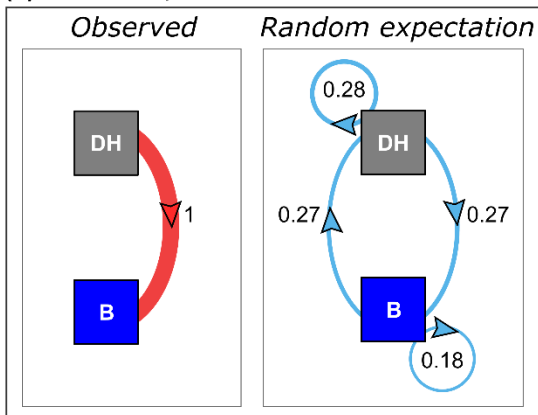 Observed
Random expectation
DH
1
B
0.28
DH
0.27
0.27
B
0.18